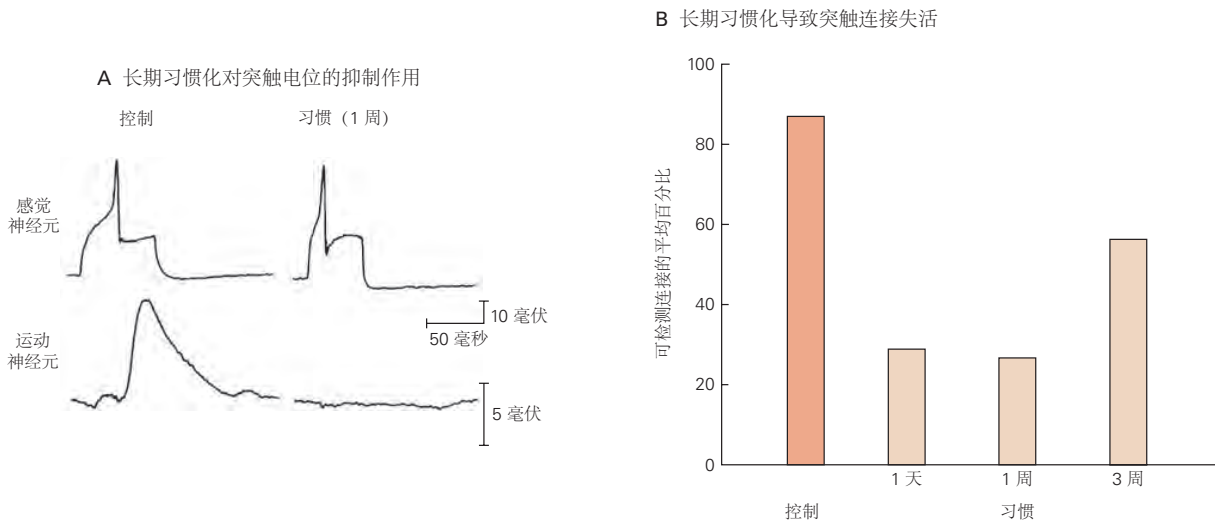 A 长期习惯化对突触电位的抑制作用
控制
习惯（1 周）
感觉
神经元
10 毫伏
50 毫秒
运动
神经元
5 毫伏
B 长期习惯化导致突触连接失活
可检测连接的平均百分比
100
80
60
40
20
0
1 天
1 周
3 周
控制
习惯